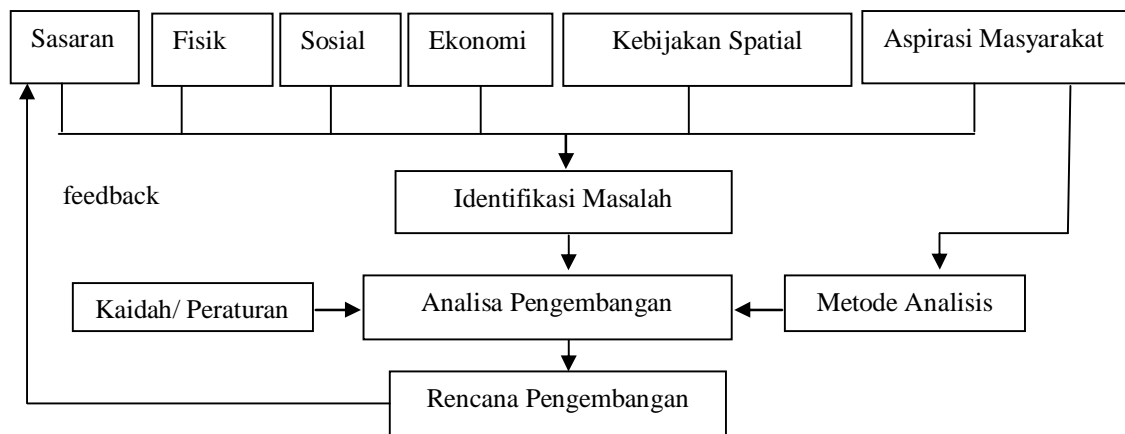 Sasaran
Fisik
Sosial
Ekonomi
Kebijakan Spatial
Aspirasi Masyarakat
feedback
Identifikasi Masalah
Kaidah/ Peraturan
Analisa Pengembangan
Metode Analisis
Rencana Pengembangan